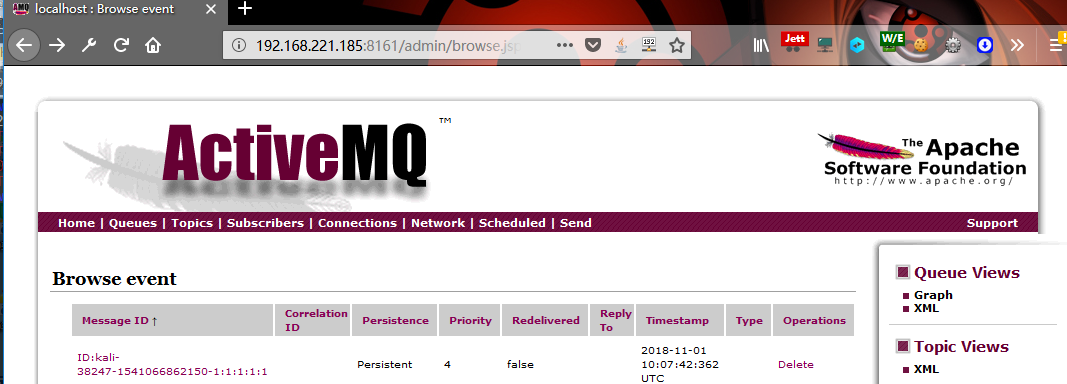 localhost : Browse event
192.168.221.185:8161/admin/browse.jsp
Jett
W/E
192
ActiveMQ™
The Apache
Software Foundation
http://www.apache.org/
Home | Queues | Topics | Subscribers | Connections | Network | Scheduled | Send
Support
Browse event
Message ID ↑
Correlation
ID
Persistence
Priority
Redelivered
Reply
To
Timestamp
Type
Operations
ID:kali-
38247-1541066862150-1:1:1:1:1
Persistent
4
false
2018-11-01
10:07:42:362
UTC
Delete
Queue Views
Graph
XML
Topic Views
XML